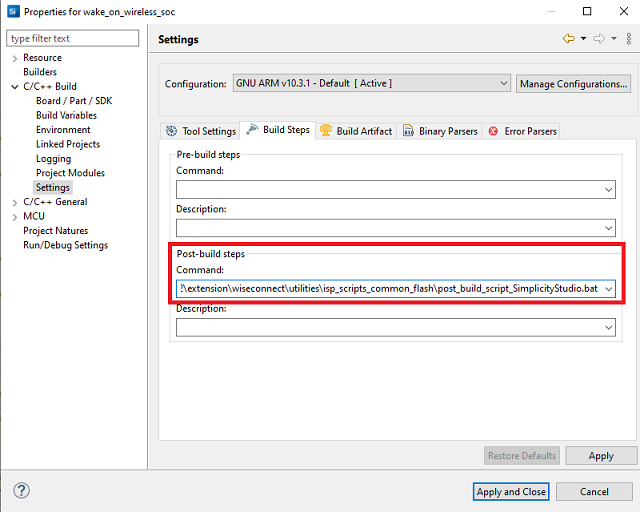 Si Properties for wake_on_wireless_soc
type filter text
Settings
Resource
Builders
C/C++ Build
Board / Part / SDK
Build Variables
Environment
Linked Projects
Logging
Project Modules
Settings
C/C++ General
MCU
Project Natures
Run/Debug Settings
Configuration: GNU ARM v10.3.1 - Default [ Active ] Manage Configurations...
Tool Settings Build Steps Build Artifact Binary Parsers Error Parsers
Pre-build steps
Command:
Description:
Post-build steps
Command:
\extension\wiseconnect\utilities\isp_scripts_common_flash\post_build_script_SimplicityStudio.bat
Description:
Restore Defaults Apply
? Apply and Close Cancel